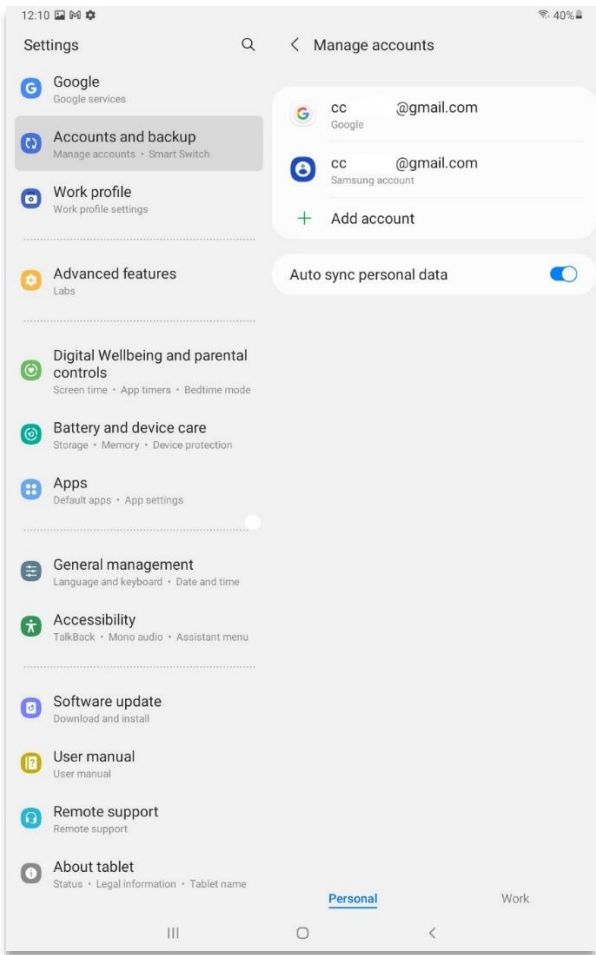 12:10 40%
Settings
Google
Google services
Accounts and backup
Manage accounts • Smart Switch
Work profile
Work profile settings
Advanced features
Labs
Digital Wellbeing and parental
controls
Screen time • App timers • Bedtime mode
Battery and device care
Storage • Memory • Device protection
Apps
Default apps • App settings
General management
Language and keyboard • Date and time
Accessibility
TalkBack • Mono audio • Assistant menu
Software update
Download and install
User manual
User manual
Remote support
Remote support
About tablet
Status • Legal information • Tablet name
Manage accounts
cc @gmail.com
Google
cc @gmail.com
Samsung account
Add account
Auto sync personal data
Personal Work